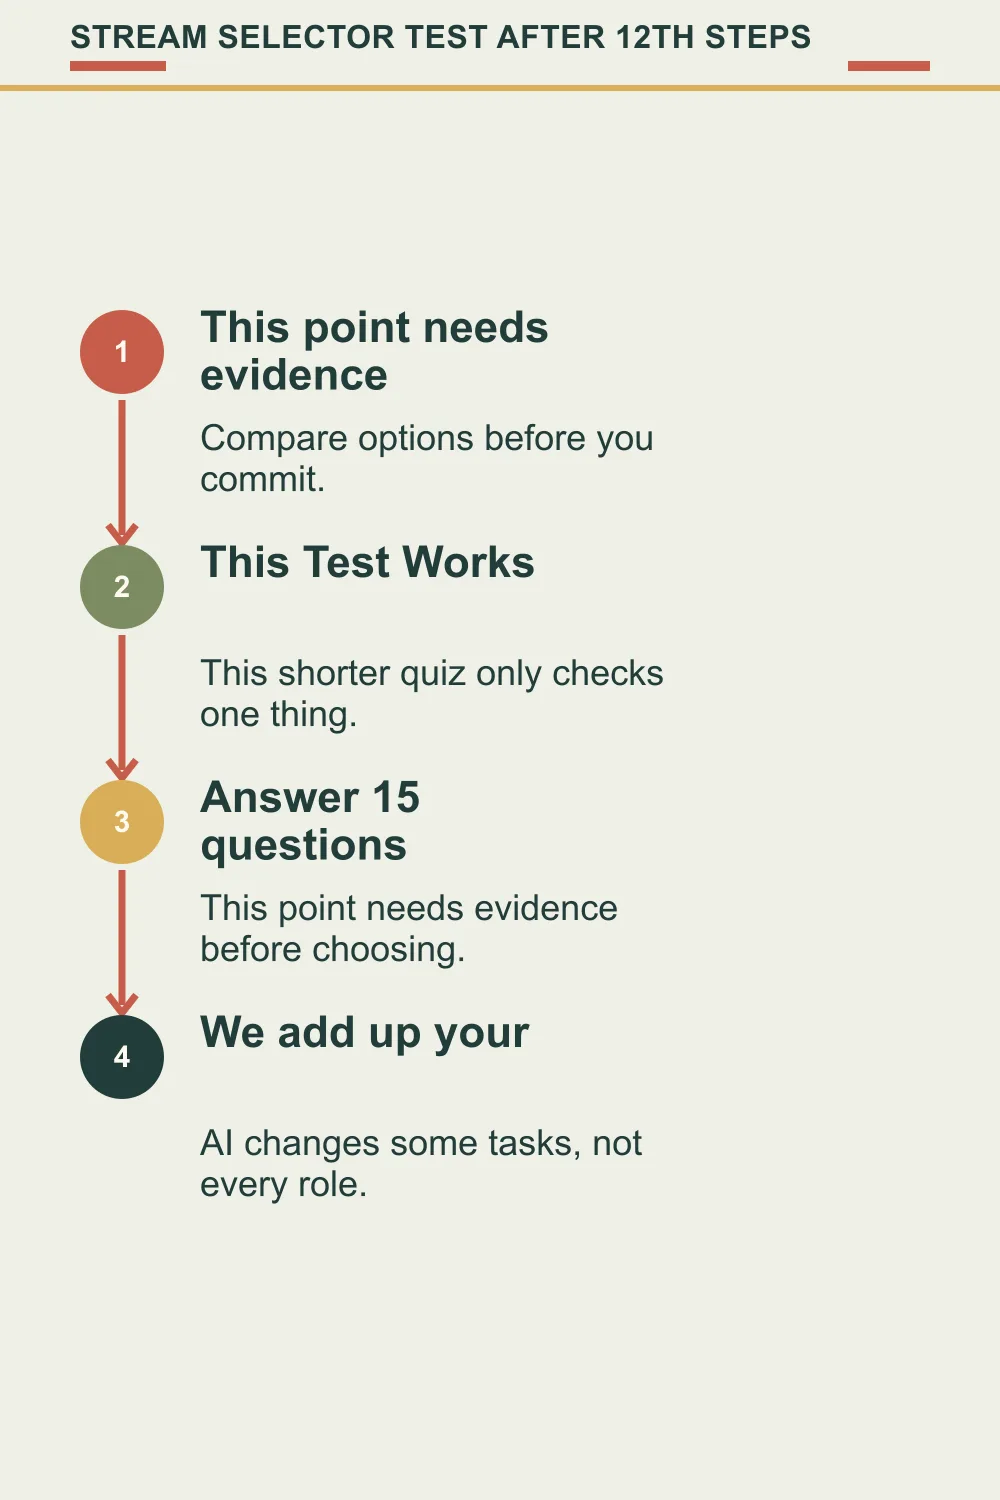 STREAM SELECTOR TEST AFTER 12TH STEPS
1
This point needs
evidence
Compare options before you
commit.
2
This Test Works
This shorter quiz only checks
one thing.
3
Answer 15
questions
This point needs evidence
before choosing.
4
We add up your
AI changes some tasks, not
every role.